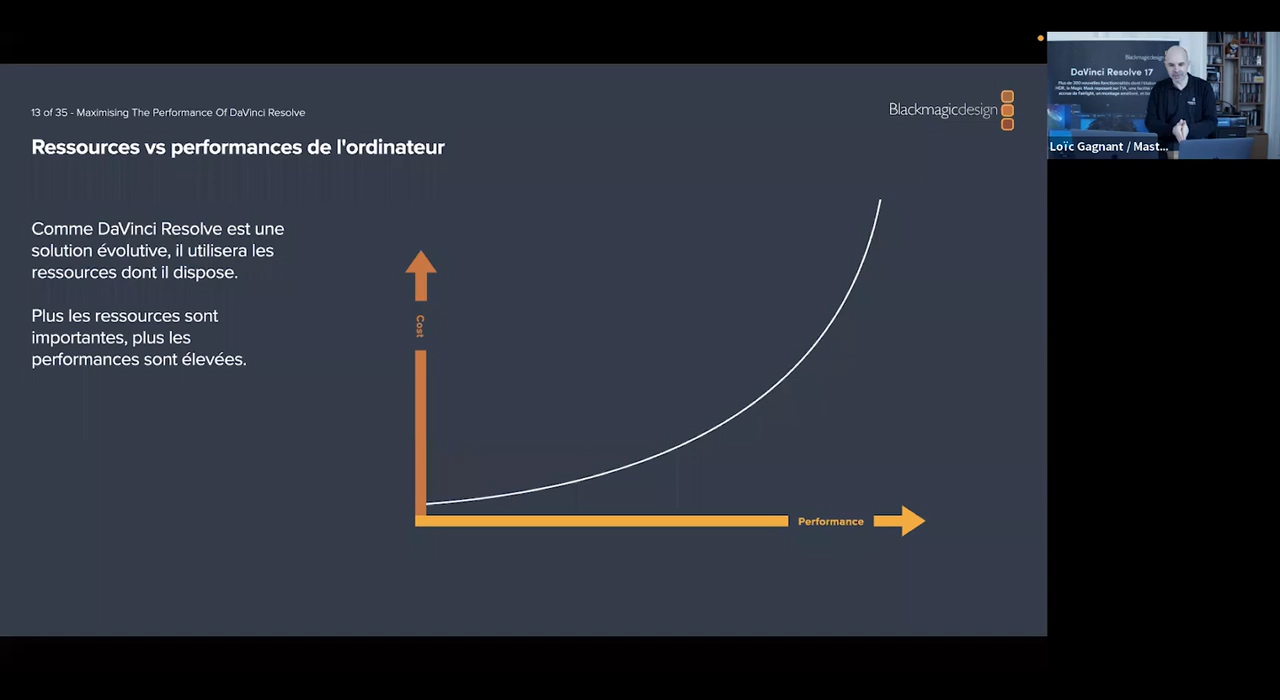 13 of 35 - Maximising The Performance Of DaVinci Resolve
Blackmagicdesign
Ressources vs performances de l'ordinateur
Comme DaVinci Resolve est une
solution évolutive, il utilisera les
ressources dont il dispose.
Plus les ressources sont
importantes, plus les
performances sont élevées.
Cost
Performance
Blackmagicdesign
DaVinci Resolve 17
Loïc Gagnant / Mast...